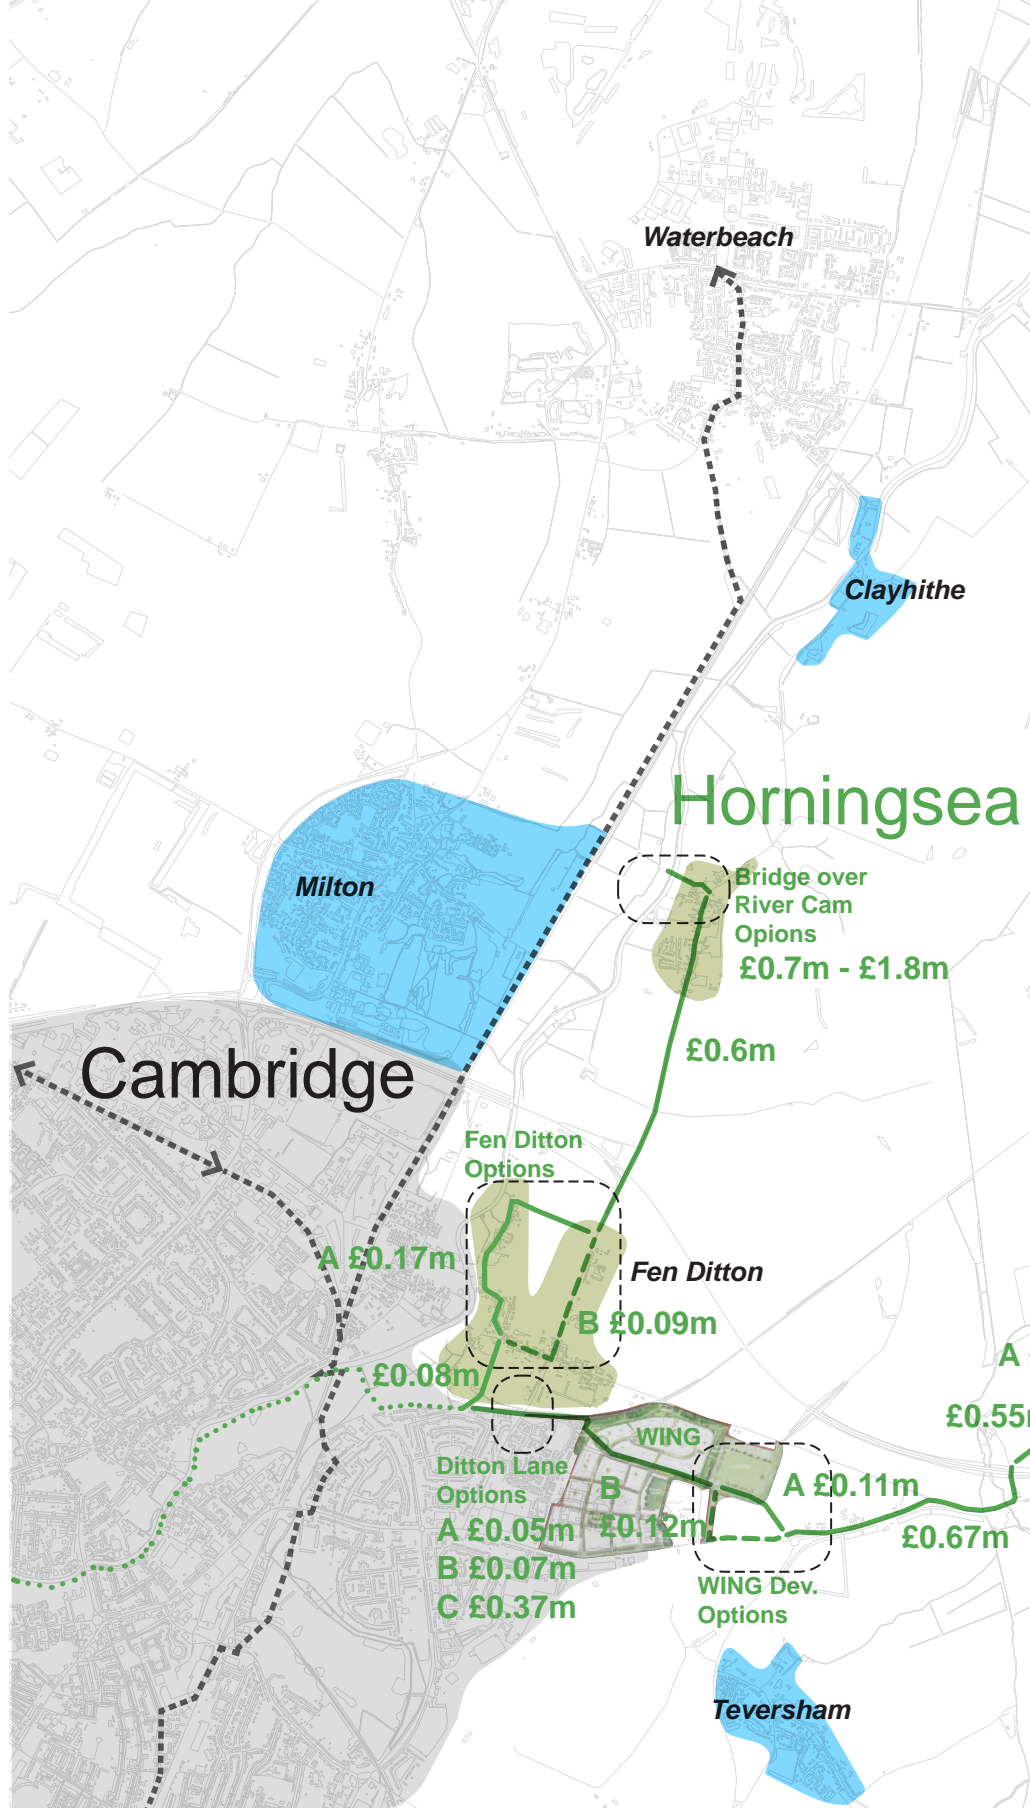 Waterbeach
Clayhithe
Horningsea
Milton
Bridge over
River Cam
Opions
£0.7m - £1.8m
£0.6m
Cambridge
Fen Ditton
Options
A £0.17m
Fen Ditton
B £0.09m
£0.08m
A
£0.55m
WING
Ditton Lane
Options
A £0.05m
B £0.07m
C £0.37m
B
£0.12m
A £0.11m
£0.67m
WING Dev.
Options
Teversham